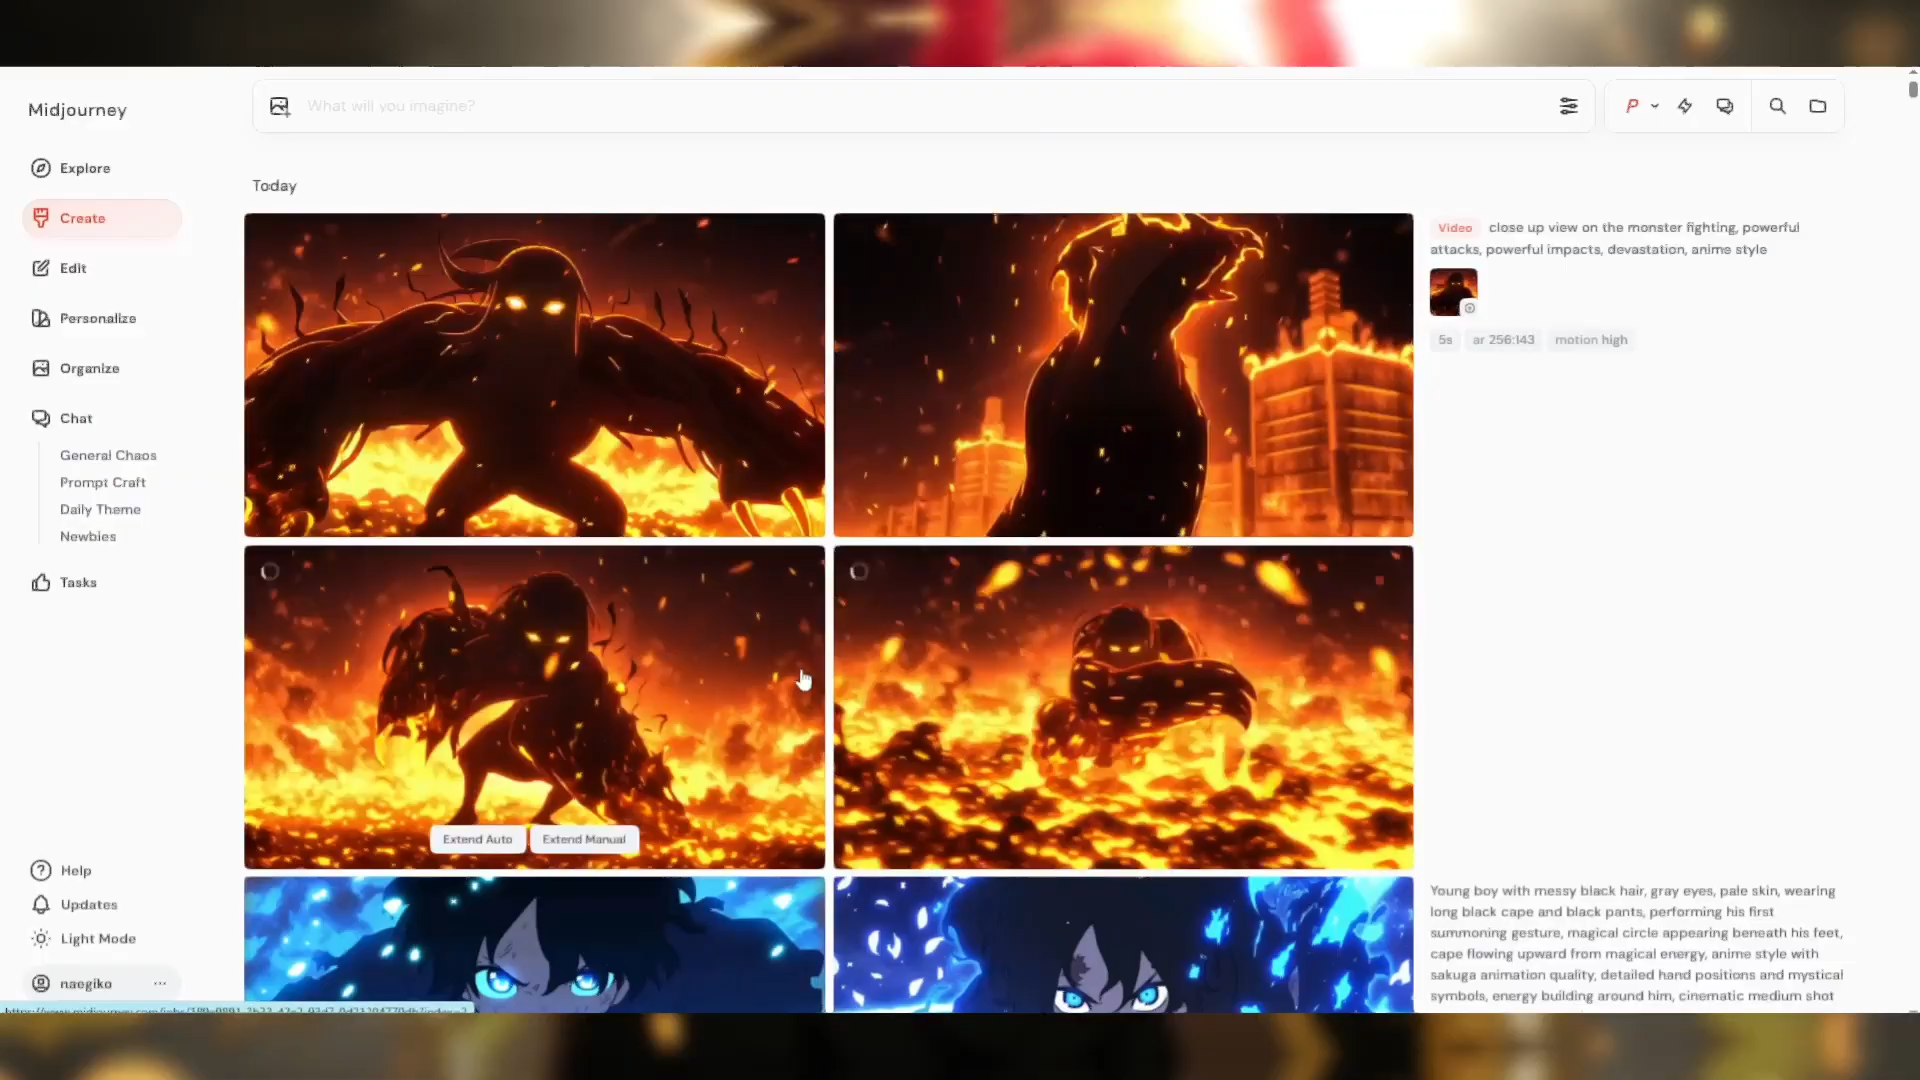 Midjourney
What will you imagine?
Explore
Create
Edit
Personalize
Organize
Chat
General Chaos
Prompt Craft
Daily Theme
Newbies
Tasks
Help
Updates
Light Mode
naegiko
Today
Extend Auto
Extend Manual
Video close up view on the monster fighting, powerful
attacks, powerful impacts, devastation, anime style
5s ar 256:143 motion high
Young boy with messy black hair, gray eyes, pale skin, wearing
long black cape and black pants, performing his first
summoning gesture, magical circle appearing beneath his feet,
cape flowing upward from magical energy, anime style with
sakuga animation quality, detailed hand positions and mystical
symbols, energy building around him, cinematic medium shot